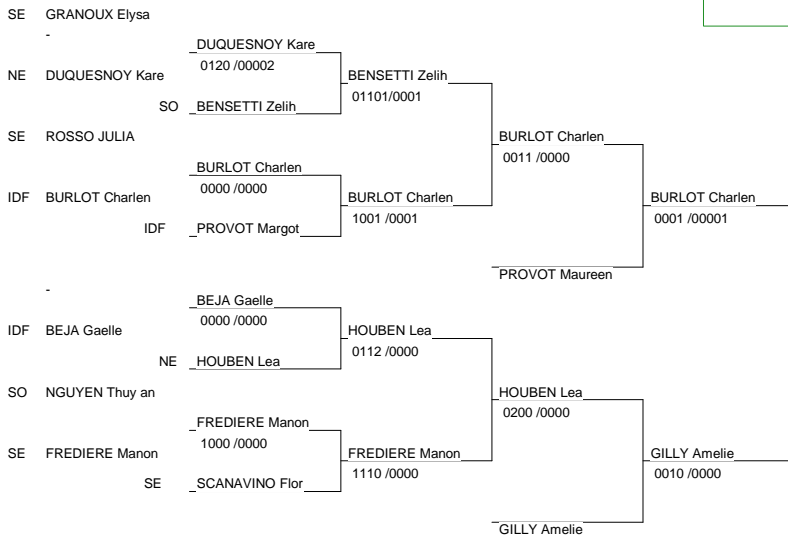 SE GRANOUX Elysa
-
DUQUESNOY Kare
0120 /00002
NE DUQUESNOY Kare
BENSETTI Zelih
01101/0001
SO BENSETTI Zelih
SE ROSSO JULIA
BURLOT Charlen
0011 /0000
BURLOT Charlen
0000 /0000
IDF BURLOT Charlen
BURLOT Charlen
1001 /0001
BURLOT Charlen
0001 /00001
IDF PROVOT Margot
PROVOT Maureen
-
BEJA Gaelle
0000 /0000
IDF BEJA Gaelle
HOUBEN Lea
0112 /0000
NE HOUBEN Lea
SO NGUYEN Thuy an
HOUBEN Lea
0200 /0000
FREDIERE Manon
1000 /0000
SE FREDIERE Manon
FREDIERE Manon
1110 /0000
GILLY Amelie
0010 /0000
SE SCANAVINO Flor
GILLY Amelie